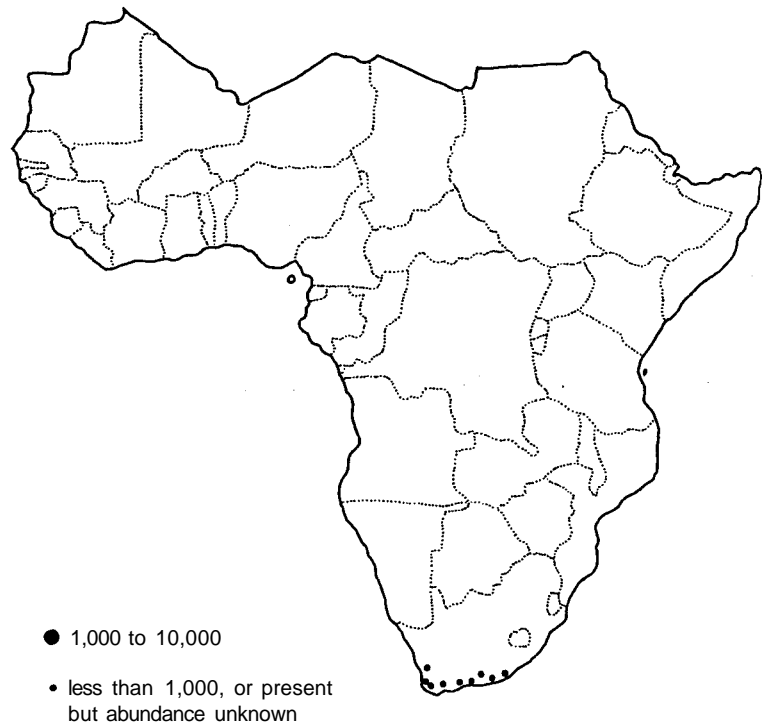 1,000 to 10,000
less than 1,000, or present
but abundance unknown